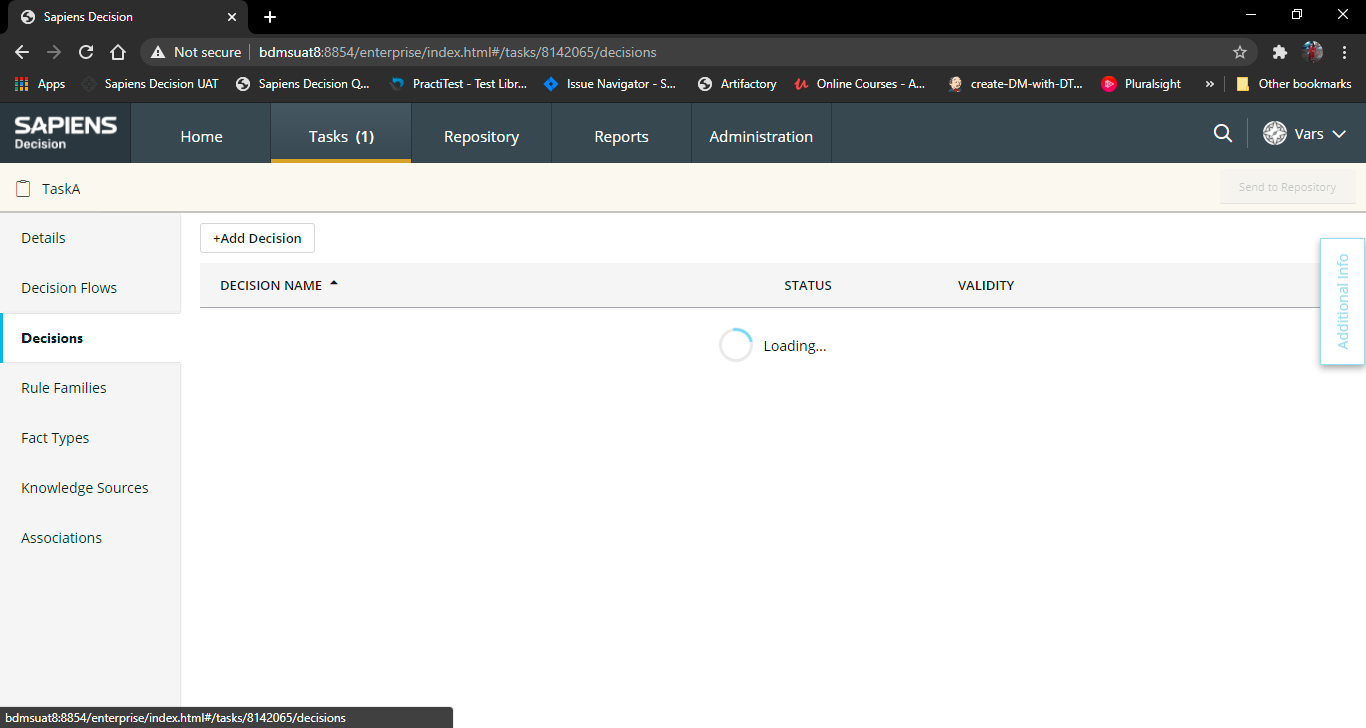 Sapiens Decision
Not secure
bdmsuat8:8854/enterprise/index.html#/tasks/8142065/decisions
Apps
Sapiens Decision UAT
Sapiens Decision Q...
PractiTest - Test Libr...
Issue Navigator - S...
Artifactory
Online Courses - A...
create-DM-with-DT...
Pluralsight
»
Other bookmarks
SAPIENS
Decision
Home
Tasks (1)
Repository
Reports
Administration
Vars
TaskA
Send to Repository
Details
Decision Flows
Decisions
Rule Families
Fact Types
Knowledge Sources
Associations
+Add Decision
DECISION NAME
STATUS
VALIDITY
Loading...
Additional Info
bdmsuat8:8854/enterprise/index.html#/tasks/8142065/decisions